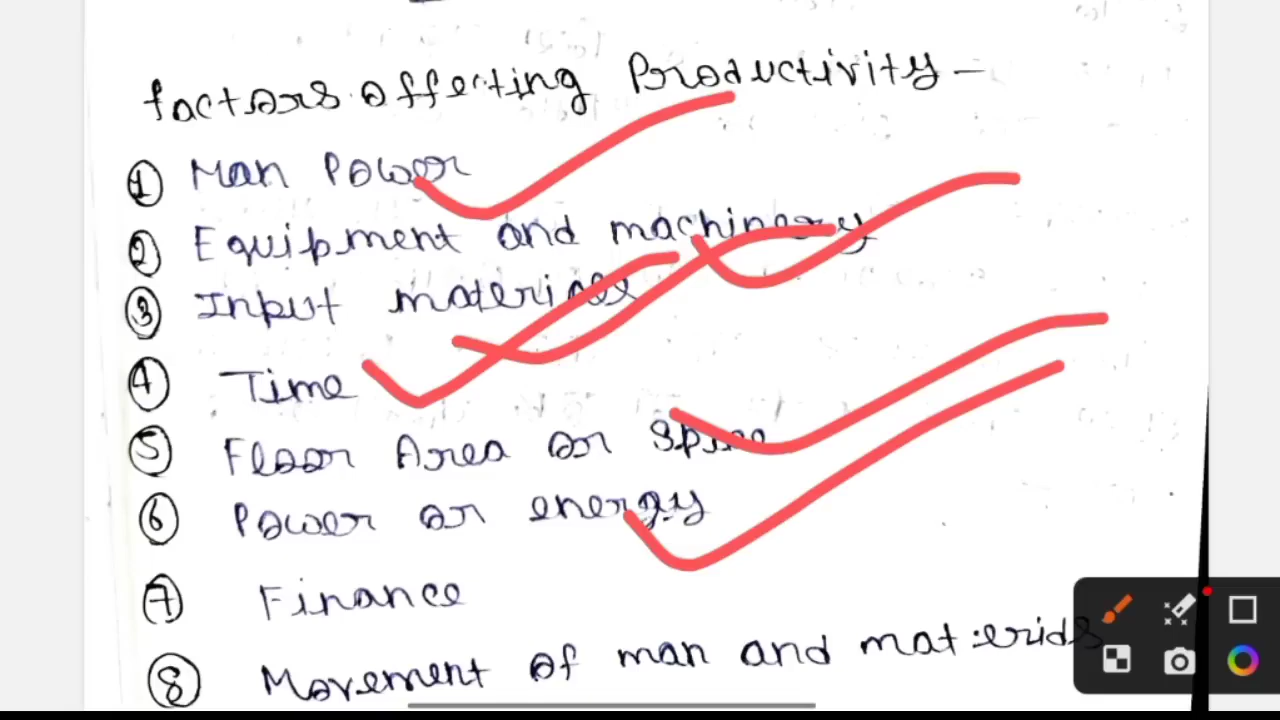 factors affecting Productivity -
1 Man Power
2 Equipment and machinery
3 Input materials
4 Time
5 Floor Area or Space
6 Power or energy
7 Finance
8 Movement of man and materials